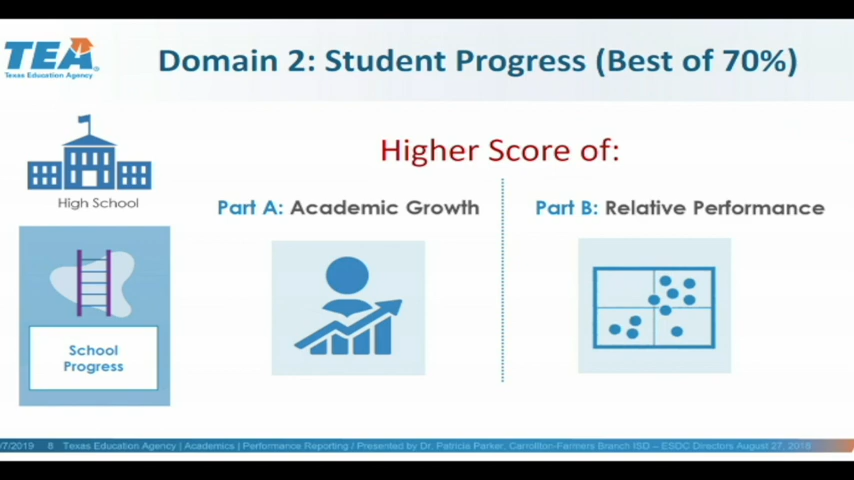 TEA
Texas Education Agency
Domain 2: Student Progress (Best of 70%)
High School
Higher Score of:
Part A: Academic Growth
Part B: Relative Performance
School
Progress
/7/2019 8 Texas Education Agency | Academics | Performance Reporting / Presented by Dr. Patricia Parker, Carrollton-Farmers Branch ISD – ESDC Directors August 27,